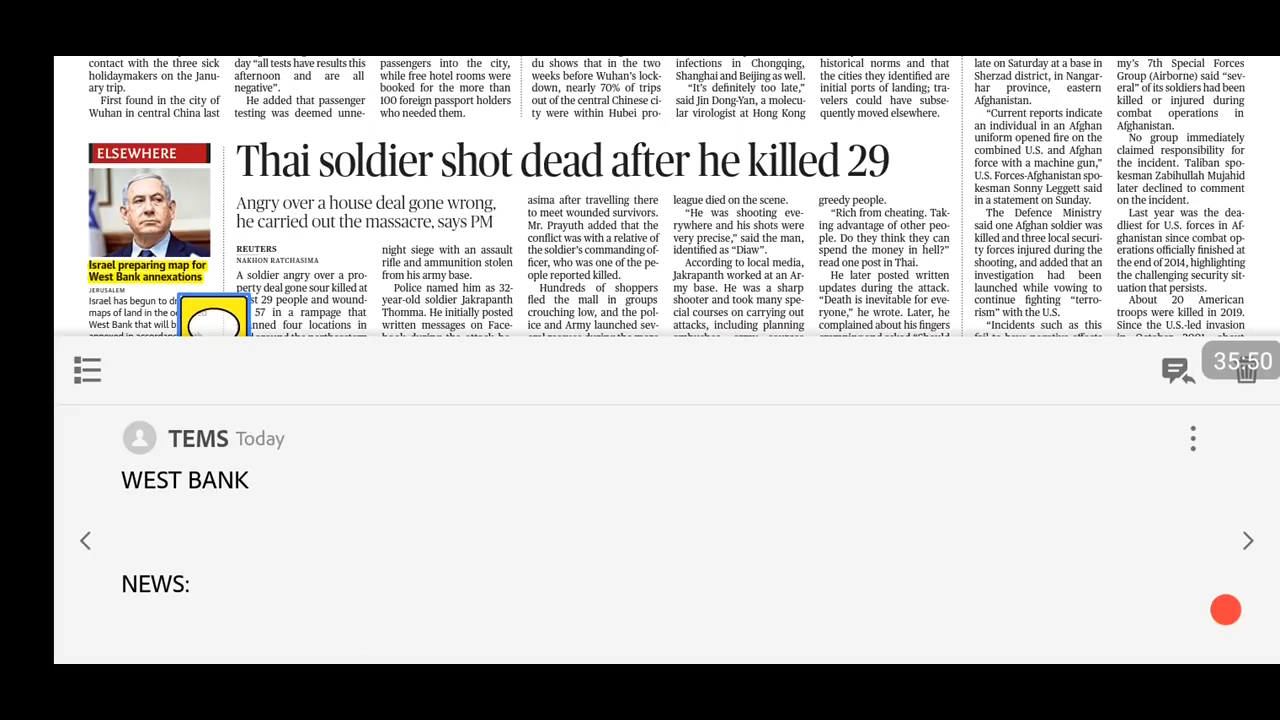 contact with the three sick
holidaymakers on the Janu-
ary trip.
First found in the city of
Wuhan in central China last
day “all tests have results this
afternoon and are all
negative”.
He added that passenger
testing was deemed unne-
passengers into the city,
while free hotel rooms were
booked for the more than
100 foreign passport holders
who needed them.
du shows that in the two
weeks before Wuhan’s lock-
down, nearly 70% of trips
out of the central Chinese ci-
ty were within Hubei pro-
infections in Chongqing,
Shanghai and Beijing as well.
“It’s definitely too late,”
said Jin Dong-Yan, a molecu-
lar virologist at Hong Kong
historical norms and that
the cities they identified are
initial ports of landing; tra-
velers could have subse-
quently moved elsewhere.
ELSEWHERE
Israel preparing map for
West Bank annexations
JERUSALEM
Israel has begun to dr
maps of land in the oc
West Bank that will b
Thai soldier shot dead after he killed 29
Angry over a house deal gone wrong,
he carried out the massacre, says PM
REUTERS
NAKHON RATCHASIMA
A soldier angry over a pro-
perty deal gone sour killed at
st 29 people and wound-
57 in a rampage that
nned four locations in
night siege with an assault
rifle and ammunition stolen
from his army base.
Police named him as 32-
year-old soldier Jakrapanth
Thomma. He initially posted
written messages on Face-
asima after travelling there
to meet wounded survivors.
Mr. Prayuth added that the
conflict was with a relative of
the soldier’s commanding of-
ficer, who was one of the pe-
ople reported killed.
Hundreds of shoppers
fled the mall in groups
crouching low, and the pol-
ice and Army launched sev-
league died on the scene.
“He was shooting eve-
rywhere and his shots were
very precise,” said the man,
identified as “Diaw”.
According to local media,
Jakrapanth worked at an Ar-
my base. He was a sharp
shooter and took many spe-
cial courses on carrying out
attacks, including planning
greedy people.
“Rich from cheating. Tak-
ing advantage of other peo-
ple. Do they think they can
spend the money in hell?”
read one post in Thai.
He later posted written
updates during the attack.
“Death is inevitable for eve-
ryone,” he wrote. Later, he
complained about his fingers
late on Saturday at a base in
Sherzad district, in Nangar-
har province, eastern
Afghanistan.
“Current reports indicate
an individual in an Afghan
uniform opened fire on the
combined U.S. and Afghan
force with a machine gun,”
U.S. Forces-Afghanistan spo-
kesman Sonny Leggett said
in a statement on Sunday.
The Defence Ministry
said one Afghan soldier was
killed and three local securi-
ty forces injured during the
shooting, and added that an
investigation had been
launched while vowing to
continue fighting “terro-
rism” with the U.S.
“Incidents such as this
my’s 7th Special Forces
Group (Airborne) said “sev-
eral” of its soldiers had been
killed or injured during
combat operations in
Afghanistan.
No group immediately
claimed responsibility for
the incident. Taliban spo-
kesman Zabihullah Mujahid
later declined to comment
on the incident.
Last year was the dea-
dliest for U.S. forces in Af-
ghanistan since combat op-
erations officially finished at
the end of 2014, highlighting
the challenging security sit-
uation that persists.
About 20 American
troops were killed in 2019.
Since the U.S.-led invasion
35:50
TEMS Today
WEST BANK
NEWS: